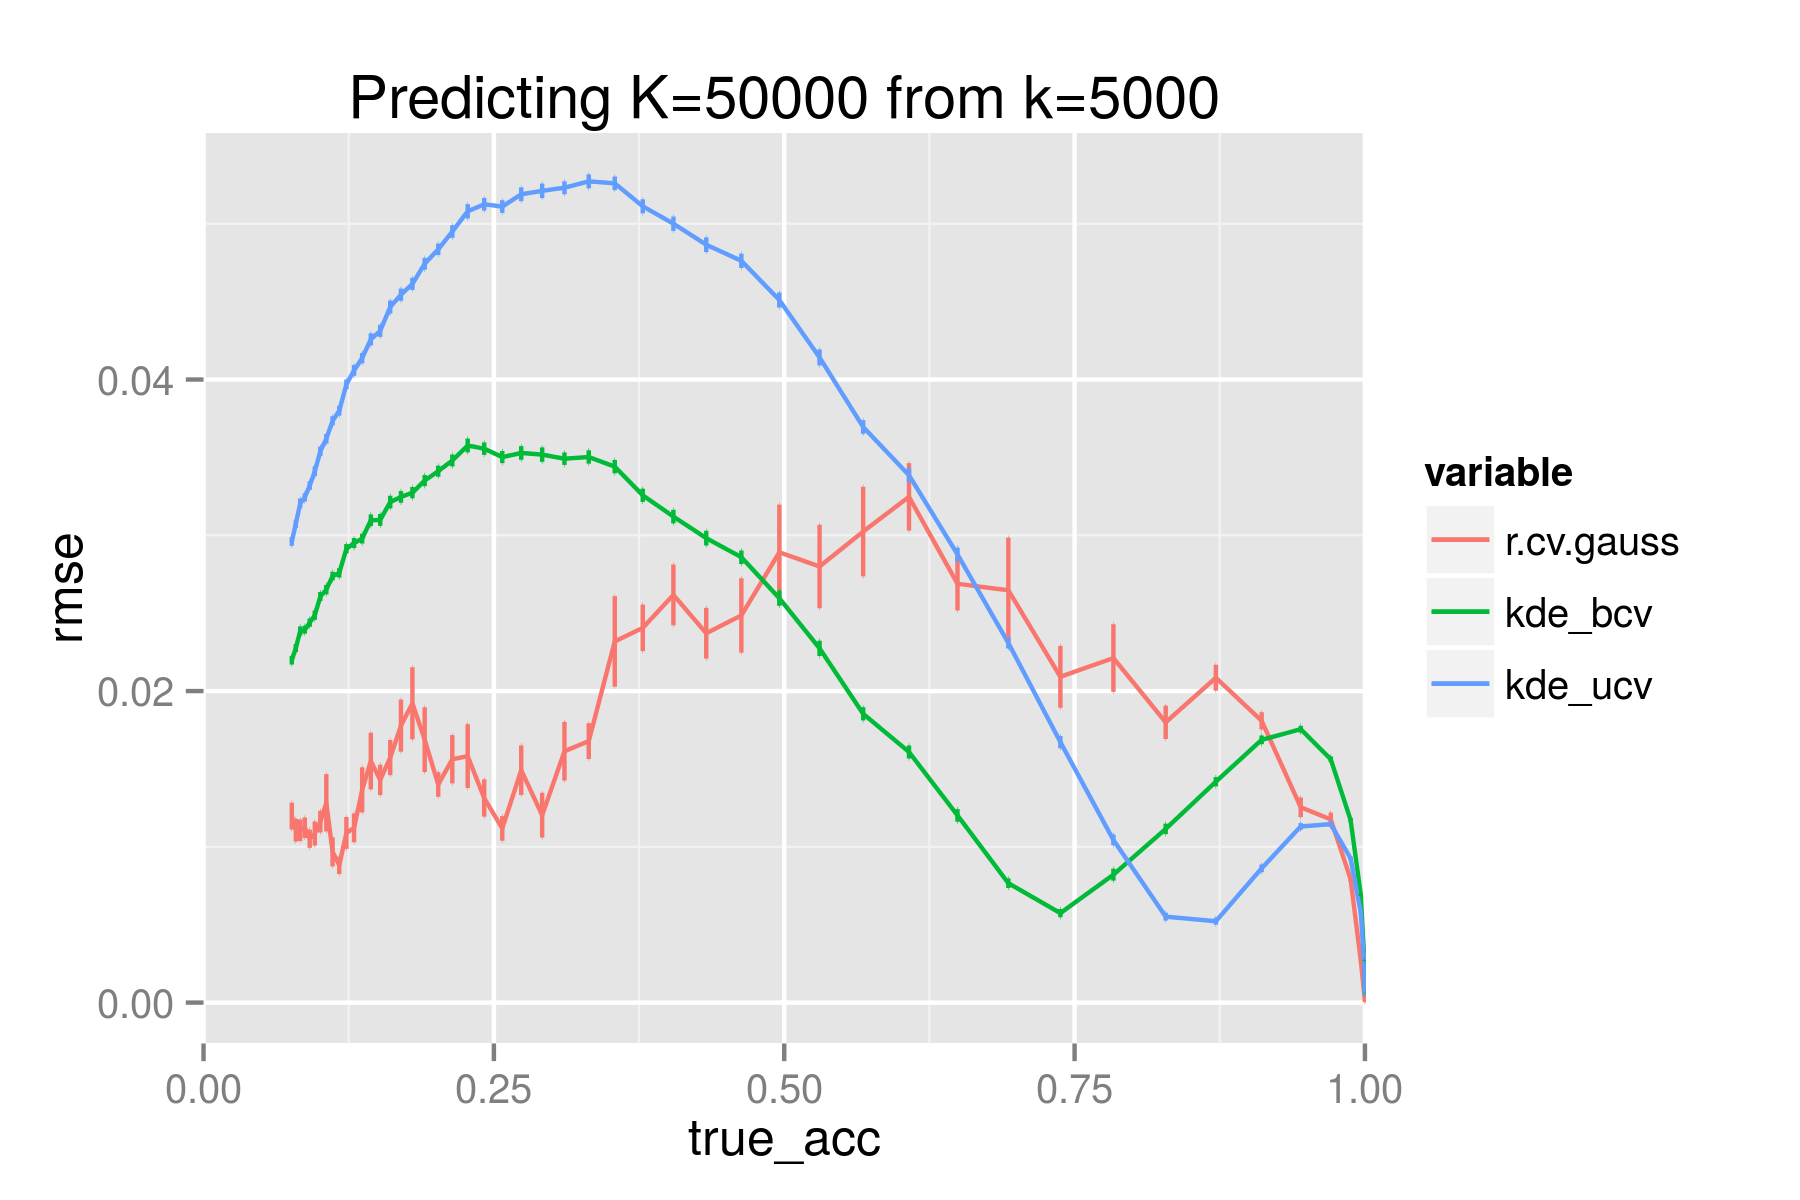 Predicting K=50000 from k=5000
rmse
0.04
0.02
0.00
0.00 0.25 0.50 0.75 1.00
true_acc
variable
r.cv.gauss
kde_bcv
kde_ucv